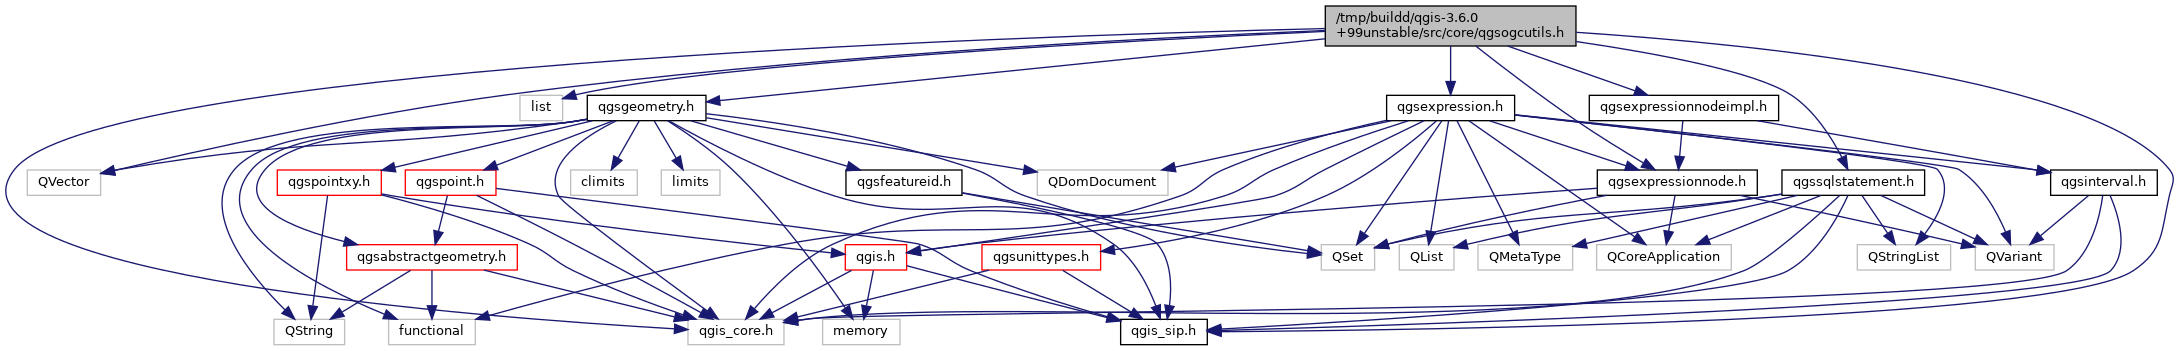 /tmp/buildd/qgis-3.6.0
+99unstable/src/core/qgsogcutils.h
list
qgsgeometry.h
qgsexpression.h
qgsexpressionnodeimpl.h
QVector
qgspointxy.h
qgspoint.h
climits
limits
qgsfeatureid.h
QDomDocument
qgsexpressionnode.h
qgssqlstatement.h
qgsinterval.h
qgsabstractgeometry.h
qgis.h
qgsunittypes.h
QSet
QList
QMetaType
QCoreApplication
QStringList
QVariant
QString
functional
qgis_core.h
memory
qgis_sip.h